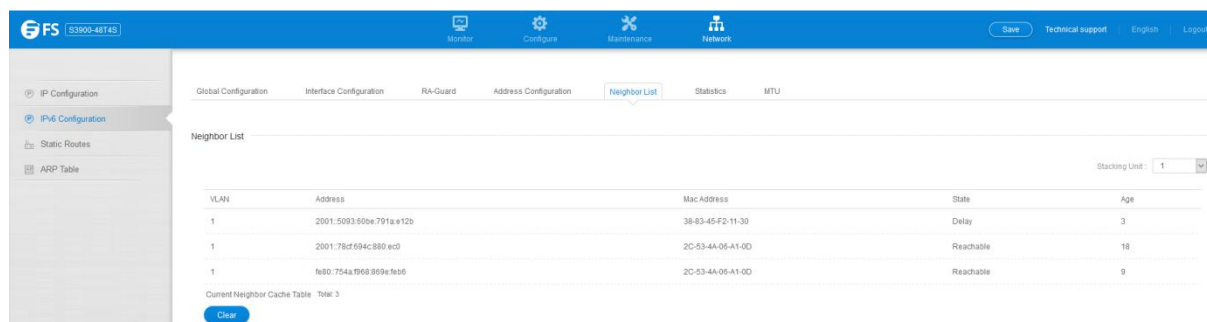 FS S3900-48T4S
Monitor Configure Maintenance Network
Save Technical support English Logout
IP Configuration
IPv6 Configuration
Static Routes
ARP Table
Global Configuration Interface Configuration RA-Guard Address Configuration Neighbor List Statistics MTU
Neighbor List
Stacking Unit : 1
VLAN Address Mac Address State Age
1 2001::5093:60be:791a:e12b 38-83-45-F2-11-30 Delay 3
1 2001::78cf:694c:880:ec0 2C-53-4A-06-A1-0D Reachable 18
1 fe80::754a:f968:869e:feb6 2C-53-4A-06-A1-0D Reachable 9
Current Neighbor Cache Table Total: 3
Clear